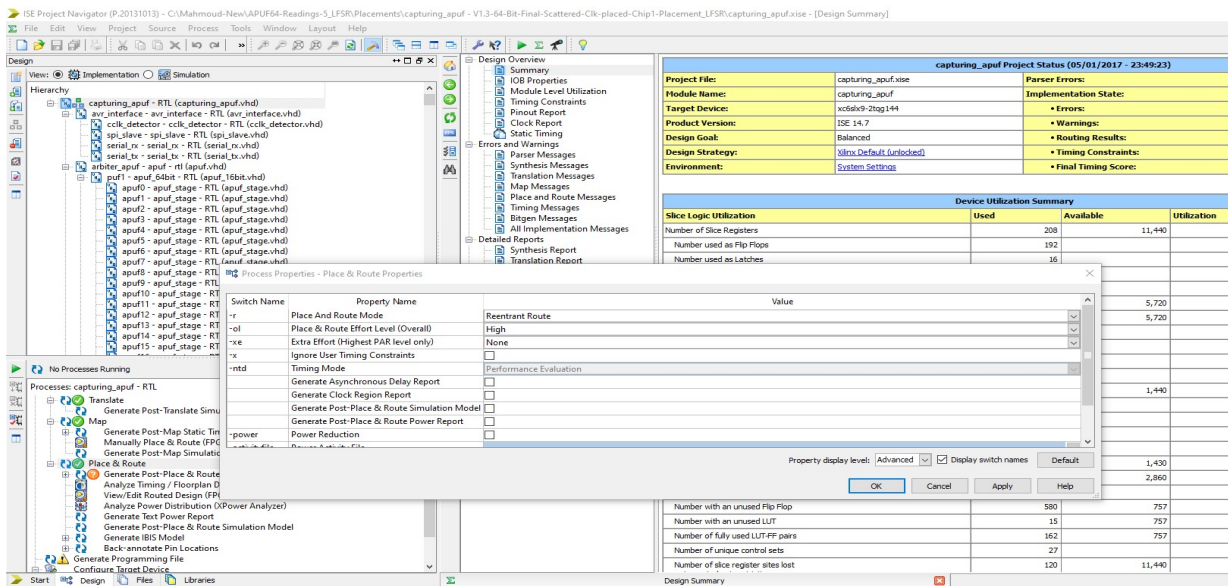 ISE Project Navigator (P.20131013) - C:\Mahmoud-New\APUF64-Readings-5_LFSR\Placements\capturing_apuf - V1.3-64-Bit-Final-Scattered-Clk-placed-Chip1-Placement_LFSR\capturing_apuf.xise - [Design Summary]
File Edit View Project Source Process Tools Window Layout Help
Design
View: Implementation Simulation
Hierarchy
capturing_apuf - RTL (capturing_apuf.vhd)
avr_interface - avr_interface - RTL (avr_interface.vhd)
cclk_detector - cclk_detector - RTL (cclk_detector.vhd)
spi_slave - spi_slave - RTL (spi_slave.vhd)
serial_rx - serial_rx - RTL (serial_rx.vhd)
serial_tx - serial_tx - RTL (serial_tx.vhd)
arbiter_apuf - apuf - rtl (apuf.vhd)
puf1 - apuf_64bit - RTL (apuf_16bit.vhd)
apuf0 - apuf_stage - RTL (apuf_stage.vhd)
apuf1 - apuf_stage - RTL (apuf_stage.vhd)
apuf2 - apuf_stage - RTL (apuf_stage.vhd)
apuf3 - apuf_stage - RTL (apuf_stage.vhd)
apuf4 - apuf_stage - RTL (apuf_stage.vhd)
apuf5 - apuf_stage - RTL (apuf_stage.vhd)
apuf6 - apuf_stage - RTL (apuf_stage.vhd)
apuf7 - apuf_stage - RTL (apuf_stage.vhd)
apuf8 - apuf_stage - RTL
apuf9 - apuf_stage - RTL
apuf10 - apuf_stage - RT
apuf11 - apuf_stage - RT
apuf12 - apuf_stage - RT
apuf13 - apuf_stage - RT
apuf14 - apuf_stage - RT
apuf15 - apuf_stage - RT
No Processes Running
Processes: capturing_apuf - RTL
Translate
Generate Post-Translate Simu
Map
Generate Post-Map Static Tin
Manually Place & Route (FPG
Generate Post-Map Simulatic
Place & Route
Generate Post-Place & Route
Analyze Timing / Floorplan D
View/Edit Routed Design (FP
Analyze Power Distribution (XPower Analyzer)
Generate Text Power Report
Generate Post-Place & Route Simulation Model
Generate IBIS Model
Back-annotate Pin Locations
Generate Programming File
Configure Target Device
Start Design Files Libraries
Design Overview
Summary
IOB Properties
Module Level Utilization
Timing Constraints
Pinout Report
Clock Report
Static Timing
Errors and Warnings
Parser Messages
Synthesis Messages
Translation Messages
Map Messages
Place and Route Messages
Timing Messages
Bitgen Messages
All Implementation Messages
Detailed Reports
Synthesis Report
Translation Report
capturing_apuf Project Status (05/01/2017 - 23:49:23)
Project File: capturing_apuf.xise Parser Errors:
Module Name: capturing_apuf Implementation State:
Target Device: xc6slx9-2tqg144 • Errors:
Product Version: ISE 14.7 • Warnings:
Design Goal: Balanced • Routing Results:
Design Strategy: Xilinx Default (unlocked) • Timing Constraints:
Environment: System Settings • Final Timing Score:
Device Utilization Summary
Slice Logic Utilization Used Available Utilization
Number of Slice Registers 208 11,440
Number used as Flip Flops 192
Number used as Latches 16
5,720
5,720
1,440
1,430
2,860
Number with an unused Flip Flop 580 757
Number with an unused LUT 15 757
Number of fully used LUT-FF pairs 162 757
Number of unique control sets 27
Number of slice register sites lost 120 11,440
Design Summary
Process Properties - Place & Route Properties
Switch Name Property Name Value
-r Place And Route Mode Reentrant Route
-ol Place & Route Effort Level (Overall) High
-xe Extra Effort (Highest PAR level only) None
-x Ignore User Timing Constraints
-ntd Timing Mode Performance Evaluation
Generate Asynchronous Delay Report
Generate Clock Region Report
Generate Post-Place & Route Simulation Model
Generate Post-Place & Route Power Report
-power Power Reduction
Property display level: Advanced Display switch names Default
OK Cancel Apply Help